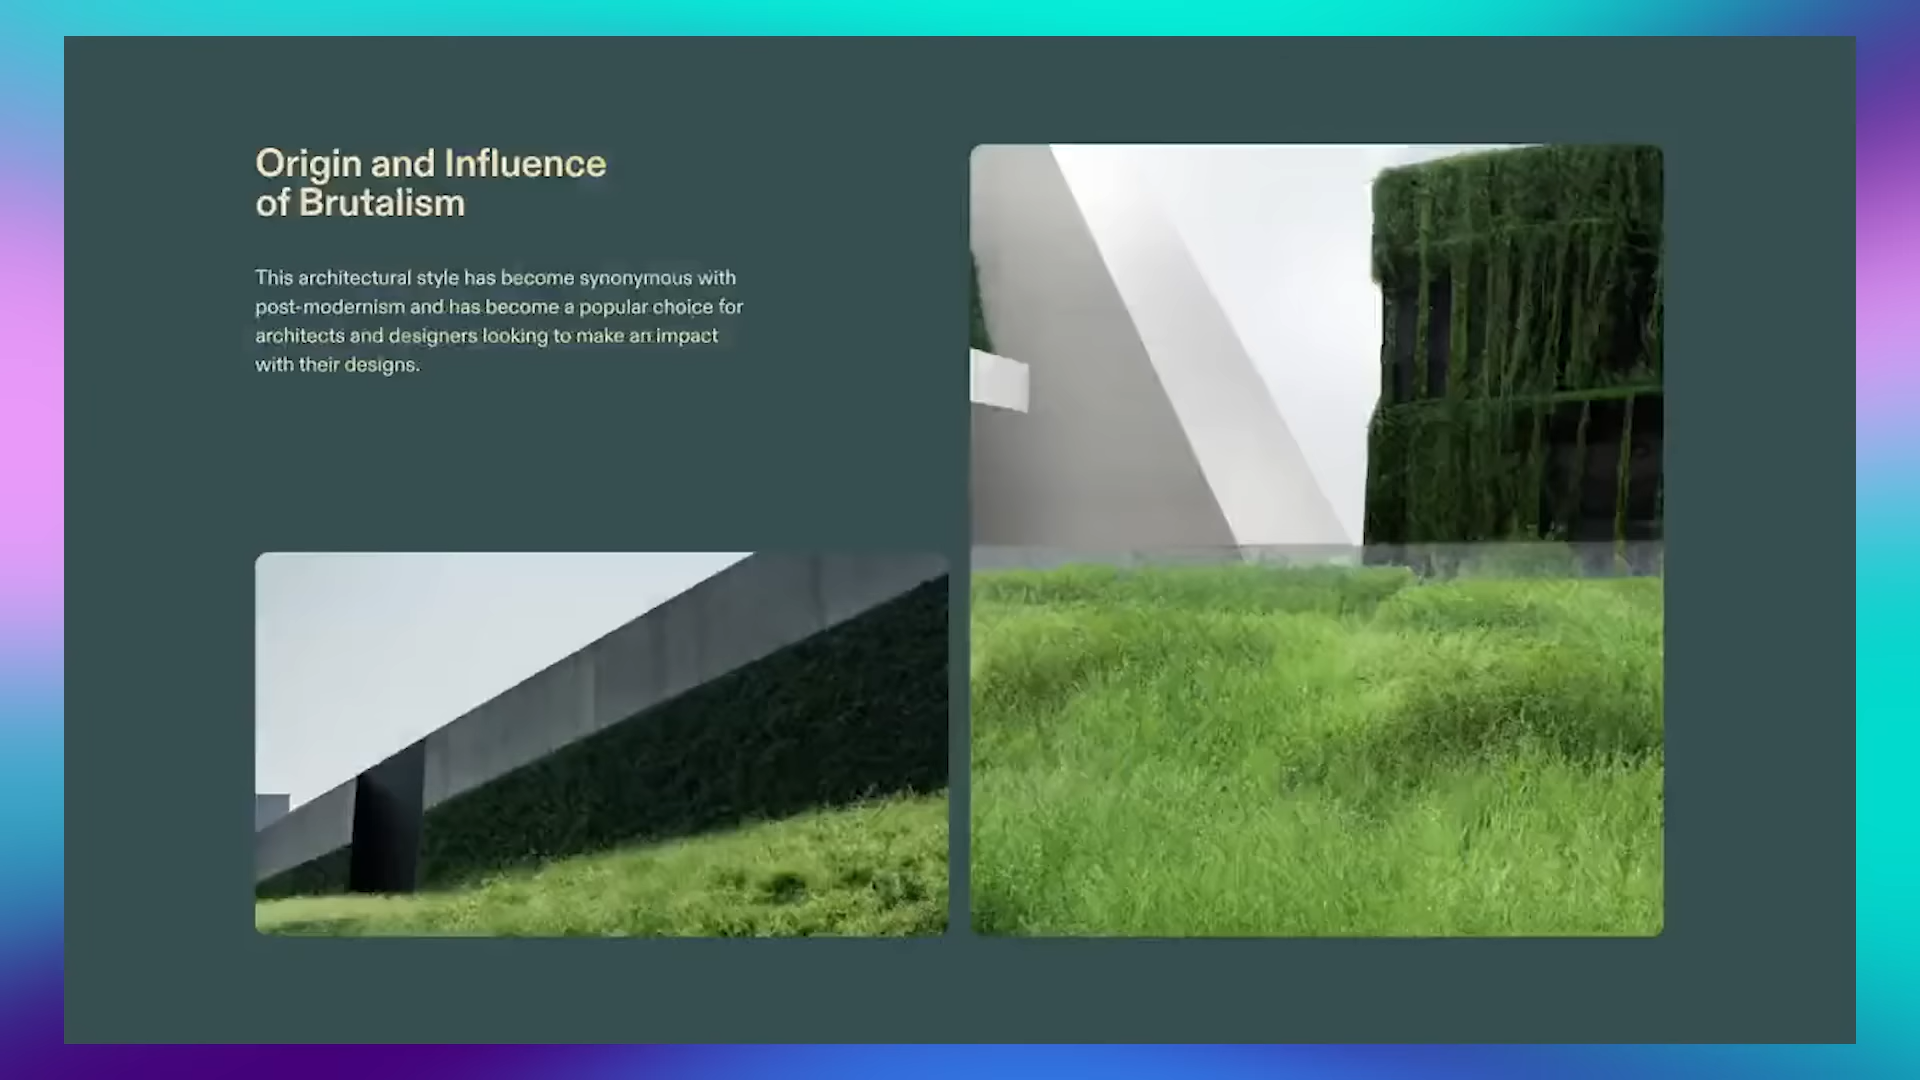 Origin and Influence
of Brutalism
This architectural style has become synonymous with
post-modernism and has become a popular choice for
architects and designers looking to make an impact
with their designs.